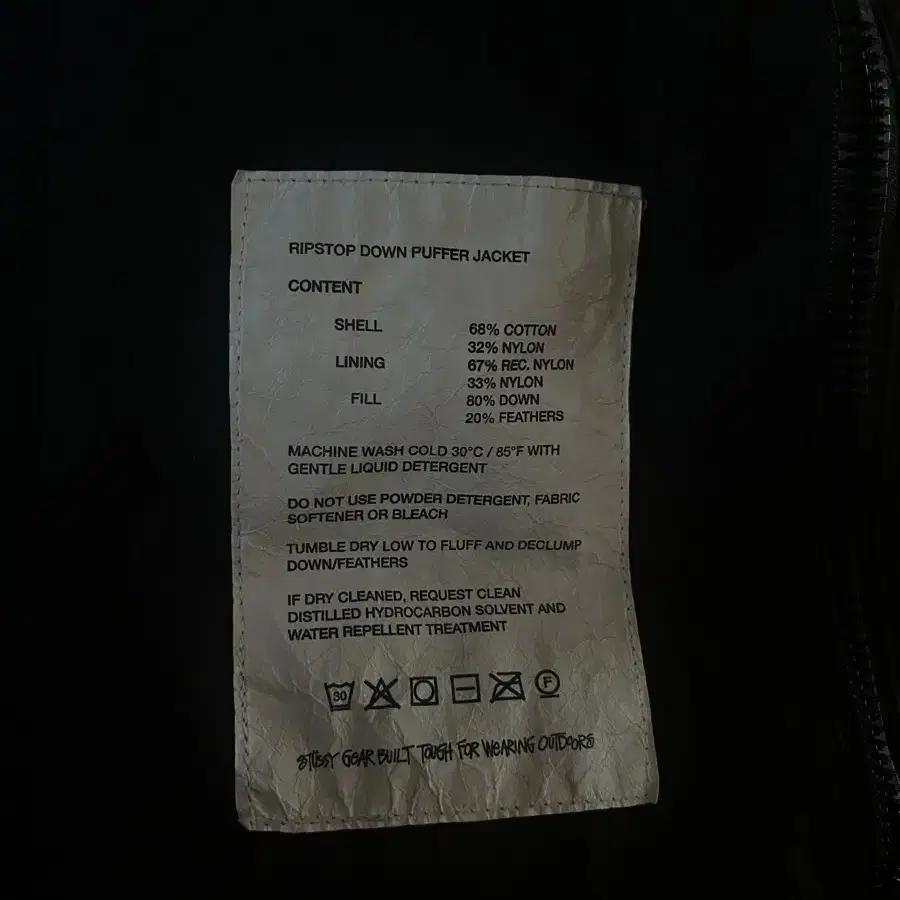 RIPSTOP DOWN PUFFER JACKET
CONTENT
SHELL 68% COTTON
32% NYLON
LINING 67% REC. NYLON
33% NYLON
FILL 80% DOWN
20% FEATHERS
MACHINE WASH COLD 30°C / 85°F WITH
GENTLE LIQUID DETERGENT
DO NOT USE POWDER DETERGENT, FABRIC
SOFTENER OR BLEACH
TUMBLE DRY LOW TO FLUFF AND DECLUMP
DOWN/FEATHERS
IF DRY CLEANED, REQUEST CLEAN
DISTILLED HYDROCARBON SOLVENT AND
WATER REPELLENT TREATMENT
30 F
STÜSSY GEAR BUILT TOUGH FOR WEARING OUTDOORS